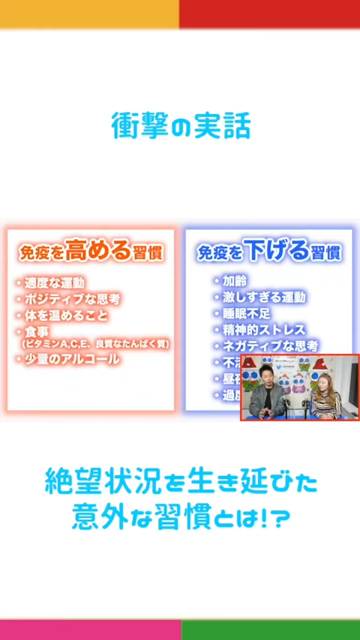 衝撃の実話
免疫を高める習慣
・適度な運動
・ポジティブな思考
・体を温めること
・食事
(ビタミンA,C,E、良質なたんぱく質)
・少量のアルコール
免疫を下げる習慣
・加齢
・激しすぎる運動
・睡眠不足
・精神的ストレス
・ネガティブな思考
・不
・昼
・過
絶望状況を生き延びた
意外な習慣とは!?